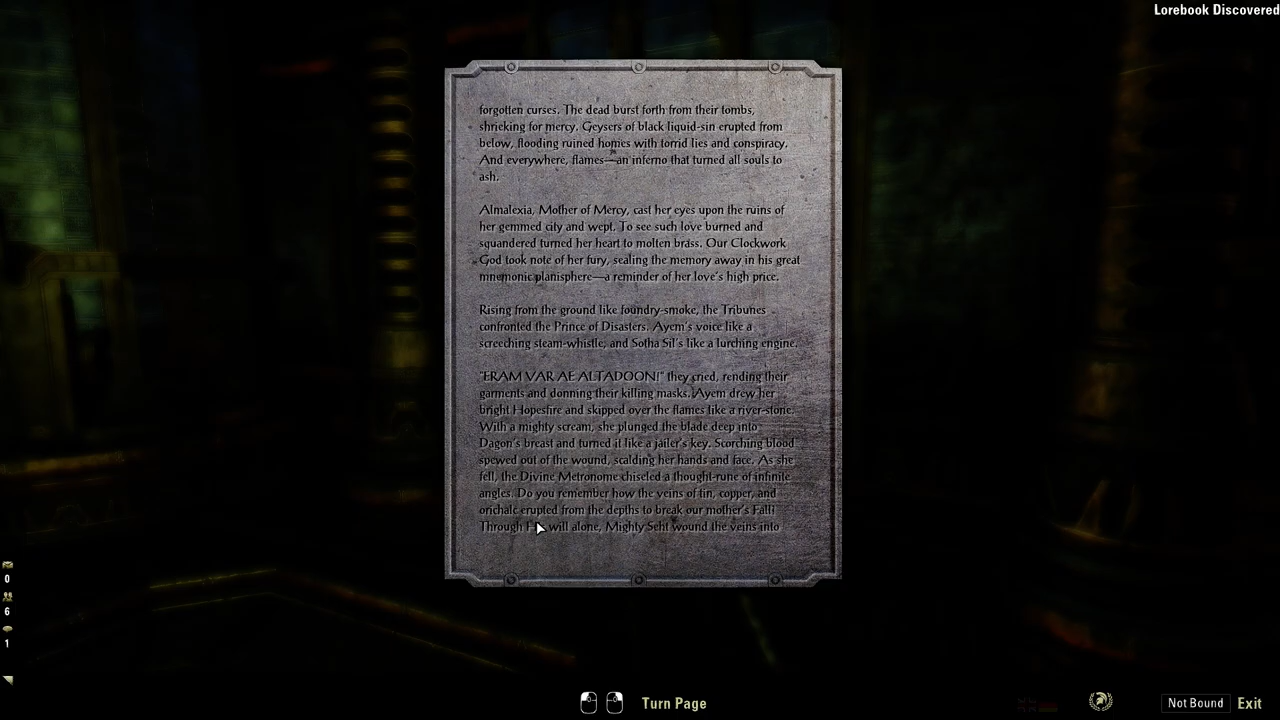 Lorebook Discovered
forgotten curses. The dead burst forth from their tombs,
shrieking for mercy. Geysers of black liquid-sin erupted from
below, flooding ruined homes with torrid lies and conspiracy.
And everywhere, flames—an inferno that turned all souls to
ash.
Almalexia, Mother of Mercy, cast her eyes upon the ruins of
her gemmed city and wept. To see such love burned and
squandered turned her heart to molten brass. Our Clockwork
God took note of her fury, sealing the memory away in his great
mnemonic planisphere—a reminder of her love's high price.
Rising from the ground like foundry-smoke, the Tribunes
confronted the Prince of Disasters. Ayem's voice like a
screeching steam-whistle, and Sotha Sil's like a lurching engine.
"ERAM VAR AE ALTADOON!" they cried, rending their
garments and donning their killing masks. Ayem drew her
bright Hopesfire and skipped over the flames like a river-stone.
With a mighty scream, she plunged the blade deep into
Dagon's breast and turned it like a jailer's key. Scorching blood
spewed out of the wound, scalding her hands and face. As she
fell, the Divine Metronome chiseled a thought-rune of infinite
angles. Do you remember how the veins of tin, copper, and
orichalc erupted from the depths to break our mother's Fall?
Through will alone, Mighty Seht wound the veins into
0
6
1
Turn Page
Not Bound Exit